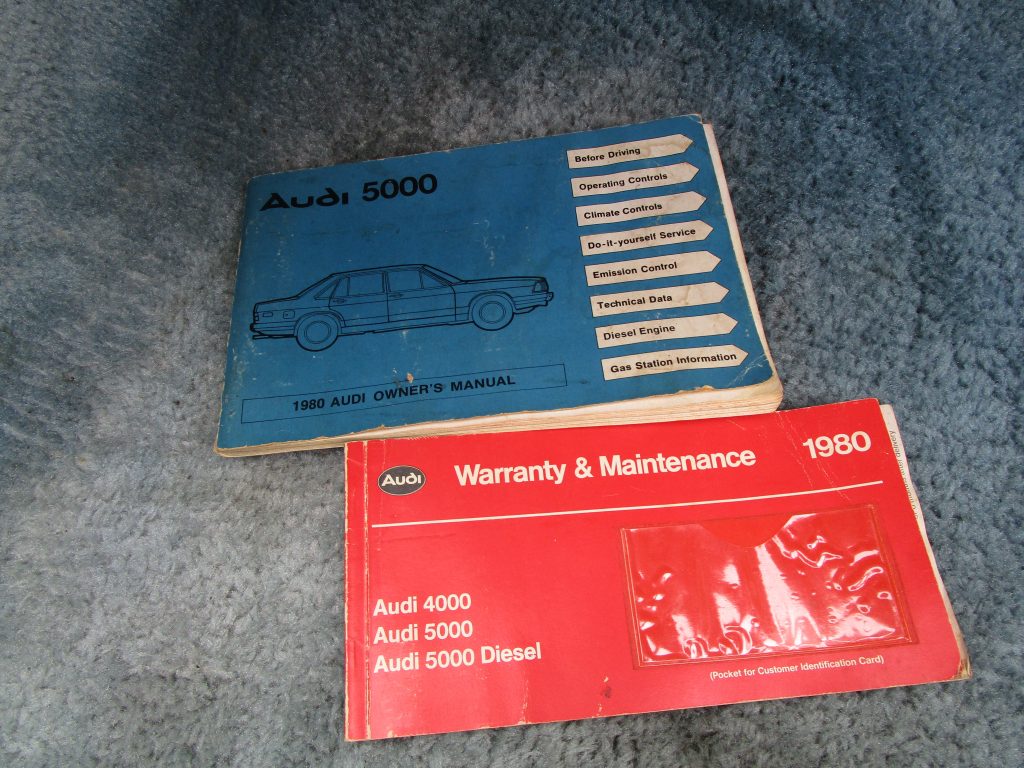 Audi 5000
Before Driving
Operating Controls
Climate Controls
Do-it-yourself Service
Emission Control
Technical Data
Diesel Engine
Gas Station Information
1980 AUDI OWNER'S MANUAL
Audi
Warranty & Maintenance
1980
Audi 4000
Audi 5000
Audi 5000 Diesel
(Pocket for Customer Identification Card)
delivery